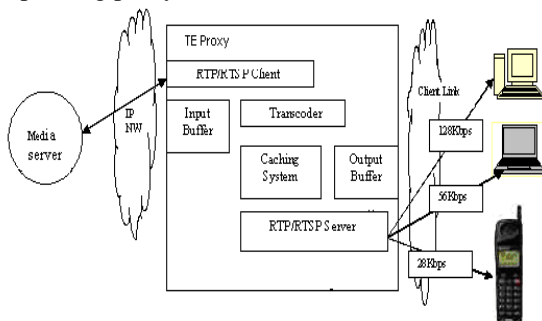 TE Proxy
RTP/RTSP Client
IP
NW
Input
Buffer
Transcoder
Media
server
Caching
System
Output
Buffer
RTP/RTSP Server
Client Link
128Kbps
56Kbps
28Kbps